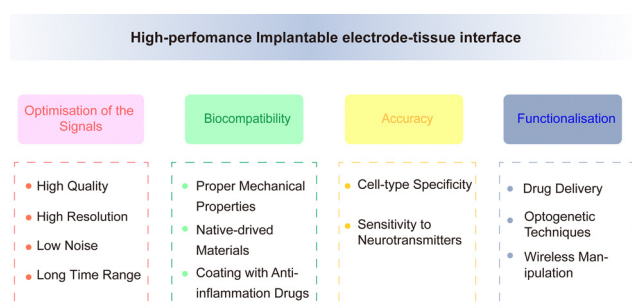 High-perfomance Implantable electrode-tissue interface
Optimisation of the
Signals
High Quality
High Resolution
Low Noise
Long Time Range
Biocompatibility
Proper Mechanical
Properties
Native-drived
Materials
Coating with Anti-
inflammation Drugs
Accuracy
Cell-type Specificity
Sensitivity to
Neurotransmitters
Functionalisation
Drug Delivery
Optogenetic
Techniques
Wireless Man-
ipulation